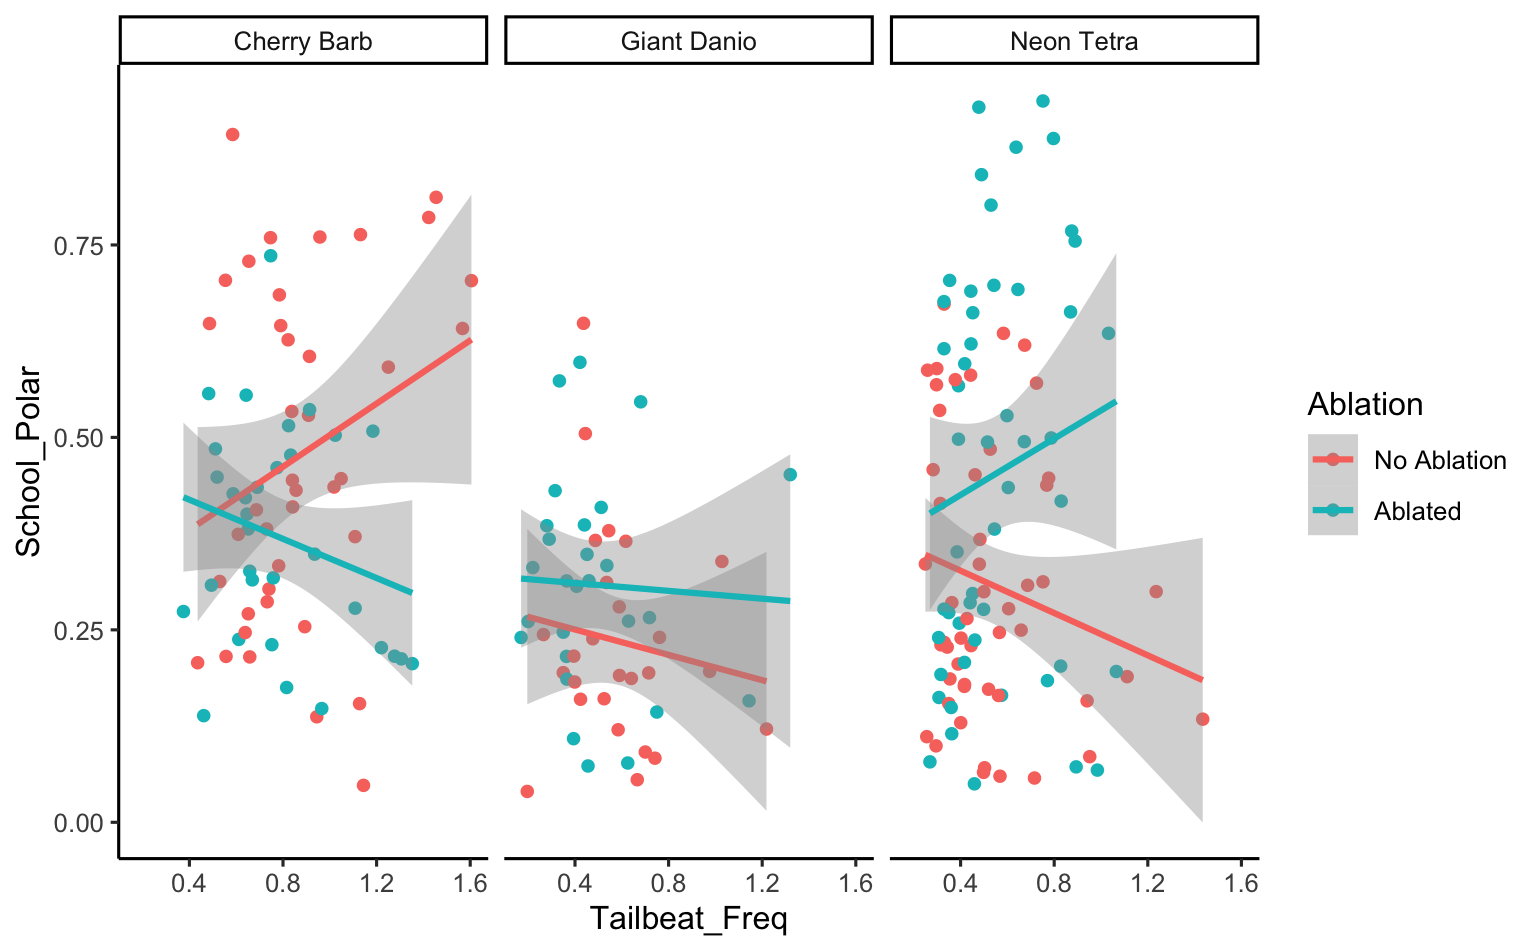 Cherry Barb
Giant Danio
Neon Tetra
School_Polar
0.75
0.50
0.25
0.00
0.4 0.8 1.2 1.6
0.4 0.8 1.2 1.6
0.4 0.8 1.2 1.6
Tailbeat_Freq
Ablation
No Ablation
Ablated